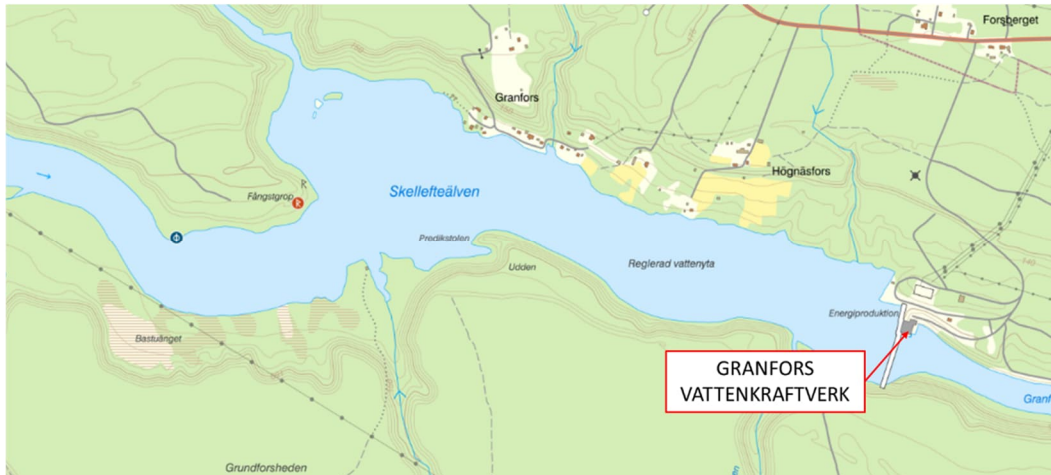 Forsberget
Granfors
Högnäsfors
Fångstgrop
R
R
Skellefteälven
Predikstolen
Udden
Reglerad vattenyta
Energiproduktion
Bastuänget
GRANFORS
VATTENKRAFTVERK
Granf
Grundforsheden